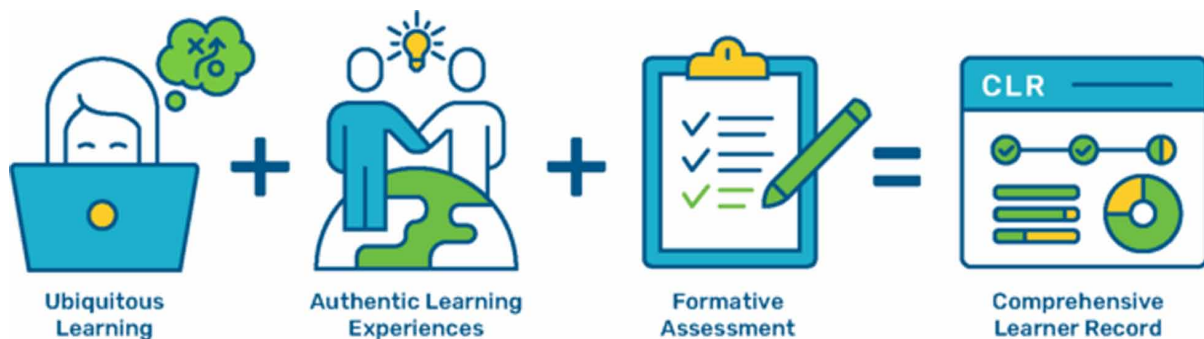 CLR
Ubiquitous
Learning
Authentic Learning
Experiences
Formative
Assessment
Comprehensive
Learner Record